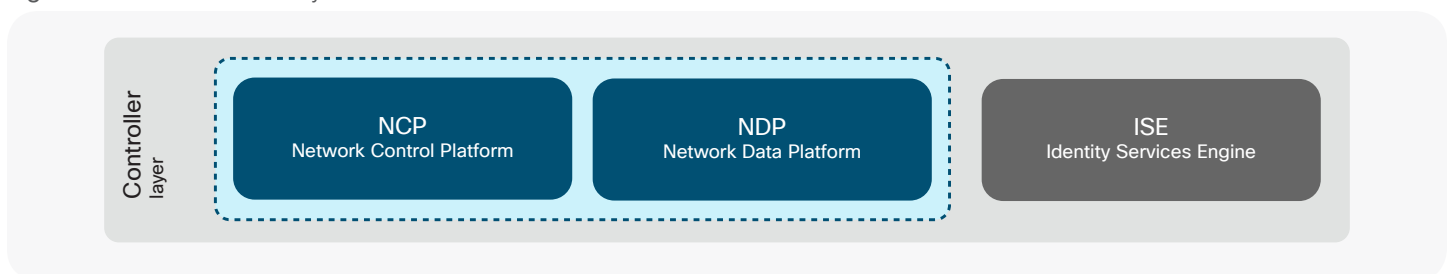 Controller
layer
NCP
Network Control Platform
NDP
Network Data Platform
ISE
Identity Services Engine